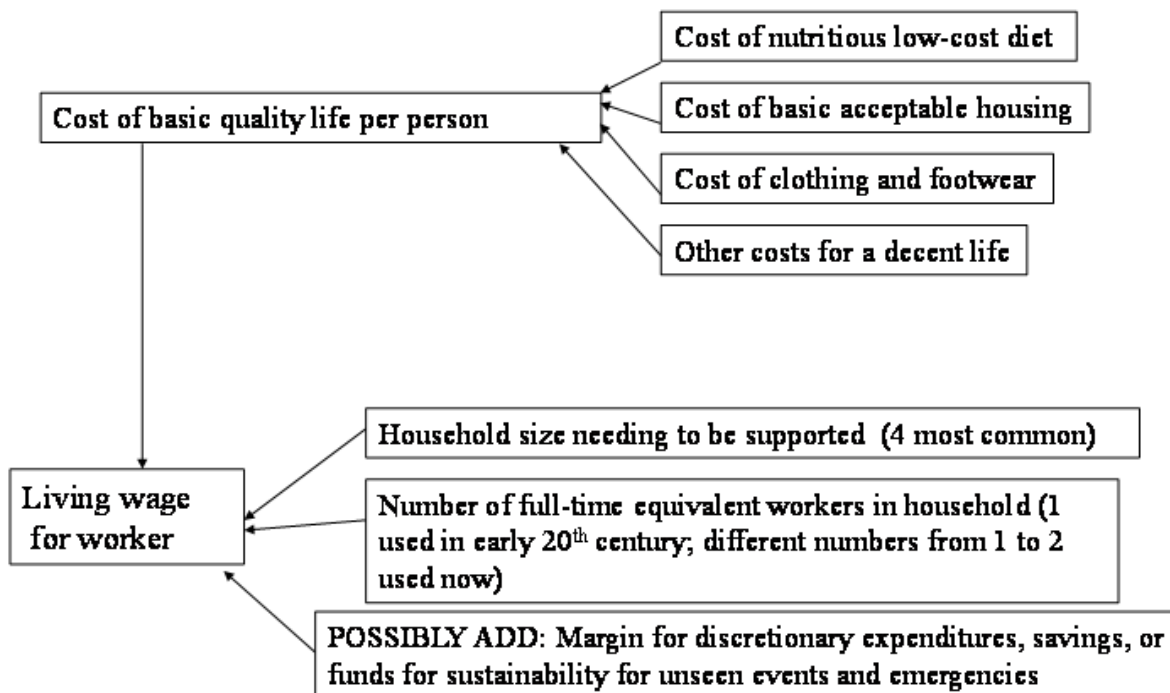 Cost of nutritious low-cost diet
Cost of basic quality life per person
Cost of basic acceptable housing
Cost of clothing and footwear
Other costs for a decent life
Household size needing to be supported (4 most common)
Living wage
for worker
Number of full-time equivalent workers in household (1
used in early 20th century; different numbers from 1 to 2
used now)
POSSIBLY ADD: Margin for discretionary expenditures, savings, or
funds for sustainability for unseen events and emergencies